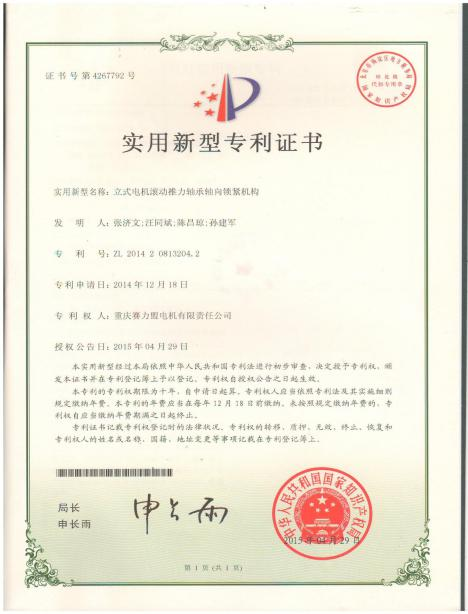 证书号第4267792号
实用新型专利证书
实用新型名称：立式电机滚动推力轴承轴向锁紧机构
发 明 人：张济文;汪同斌;陈昌琼;孙建军
专 利 号：ZL 2014 2 0813204.2
专利申请日：2014年12月18日
专 利 权 人：重庆赛力盟电机有限责任公司
授权公告日：2015年04月29日
本实用新型经过本局依照中华人民共和国专利法进行初步审查，决定授予专利权，颁
发本证书并在专利登记簿上予以登记。专利权自授权公告之日起生效。
本专利的专利权期限为十年，自申请日起算。专利权人应当依照专利法及其实施细则
规定缴纳年费。本专利的年费应当在每年12月18日前缴纳。未按照规定缴纳年费的，专
利权自应当缴纳年费期满之日起终止。
专利证书记载专利权登记时的法律状况。专利权的转移、质押、无效、终止、恢复和
专利权人的姓名或名称、国籍、地址变更等事项记载在专利登记簿上。
局长
申长雨
申长雨
中华人民共和国国家知识产权局
2015年04月29日
第1页(共1页)